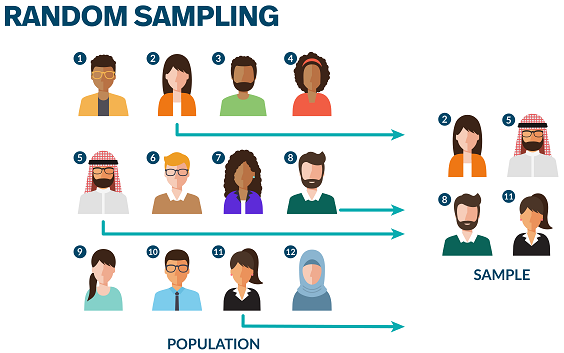 RANDOM SAMPLING
1 2 3 4
2 5
5 6 7 8
8 11
SAMPLE
9 10 11 12
POPULATION